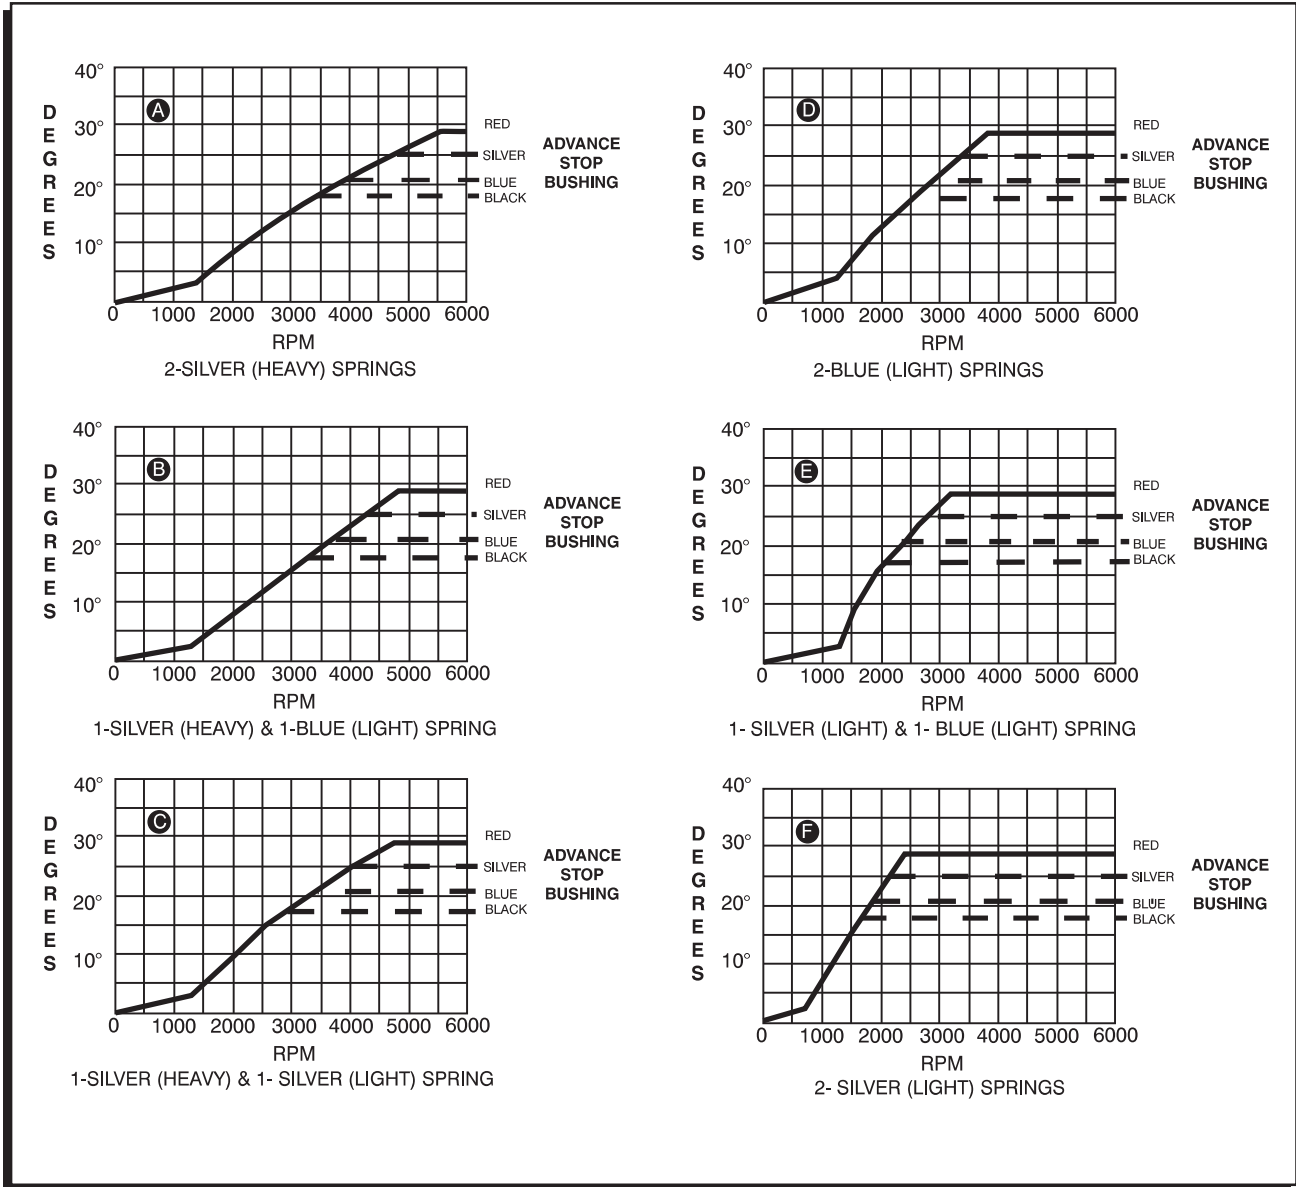 40°
30°
20°
10°
DEGREES
A
RED
SILVER
BLUE
BLACK
ADVANCE
STOP
BUSHING
0 1000 2000 3000 4000 5000 6000
RPM
2-SILVER (HEAVY) SPRINGS
40°
30°
20°
10°
DEGREES
D
RED
SILVER
BLUE
BLACK
ADVANCE
STOP
BUSHING
0 1000 2000 3000 4000 5000 6000
RPM
2-BLUE (LIGHT) SPRINGS
40°
30°
20°
10°
DEGREES
B
RED
SILVER
BLUE
BLACK
ADVANCE
STOP
BUSHING
0 1000 2000 3000 4000 5000 6000
RPM
1-SILVER (HEAVY) & 1-BLUE (LIGHT) SPRING
40°
30°
20°
10°
DEGREES
E
RED
SILVER
BLUE
BLACK
ADVANCE
STOP
BUSHING
0 1000 2000 3000 4000 5000 6000
RPM
1- SILVER (LIGHT) & 1- BLUE (LIGHT) SPRING
40°
30°
20°
10°
DEGREES
C
RED
SILVER
BLUE
BLACK
ADVANCE
STOP
BUSHING
0 1000 2000 3000 4000 5000 6000
RPM
1-SILVER (HEAVY) & 1- SILVER (LIGHT) SPRING
40°
30°
20°
10°
DEGREES
F
RED
SILVER
BLUE
BLACK
ADVANCE
STOP
BUSHING
0 1000 2000 3000 4000 5000 6000
RPM
2- SILVER (LIGHT) SPRINGS